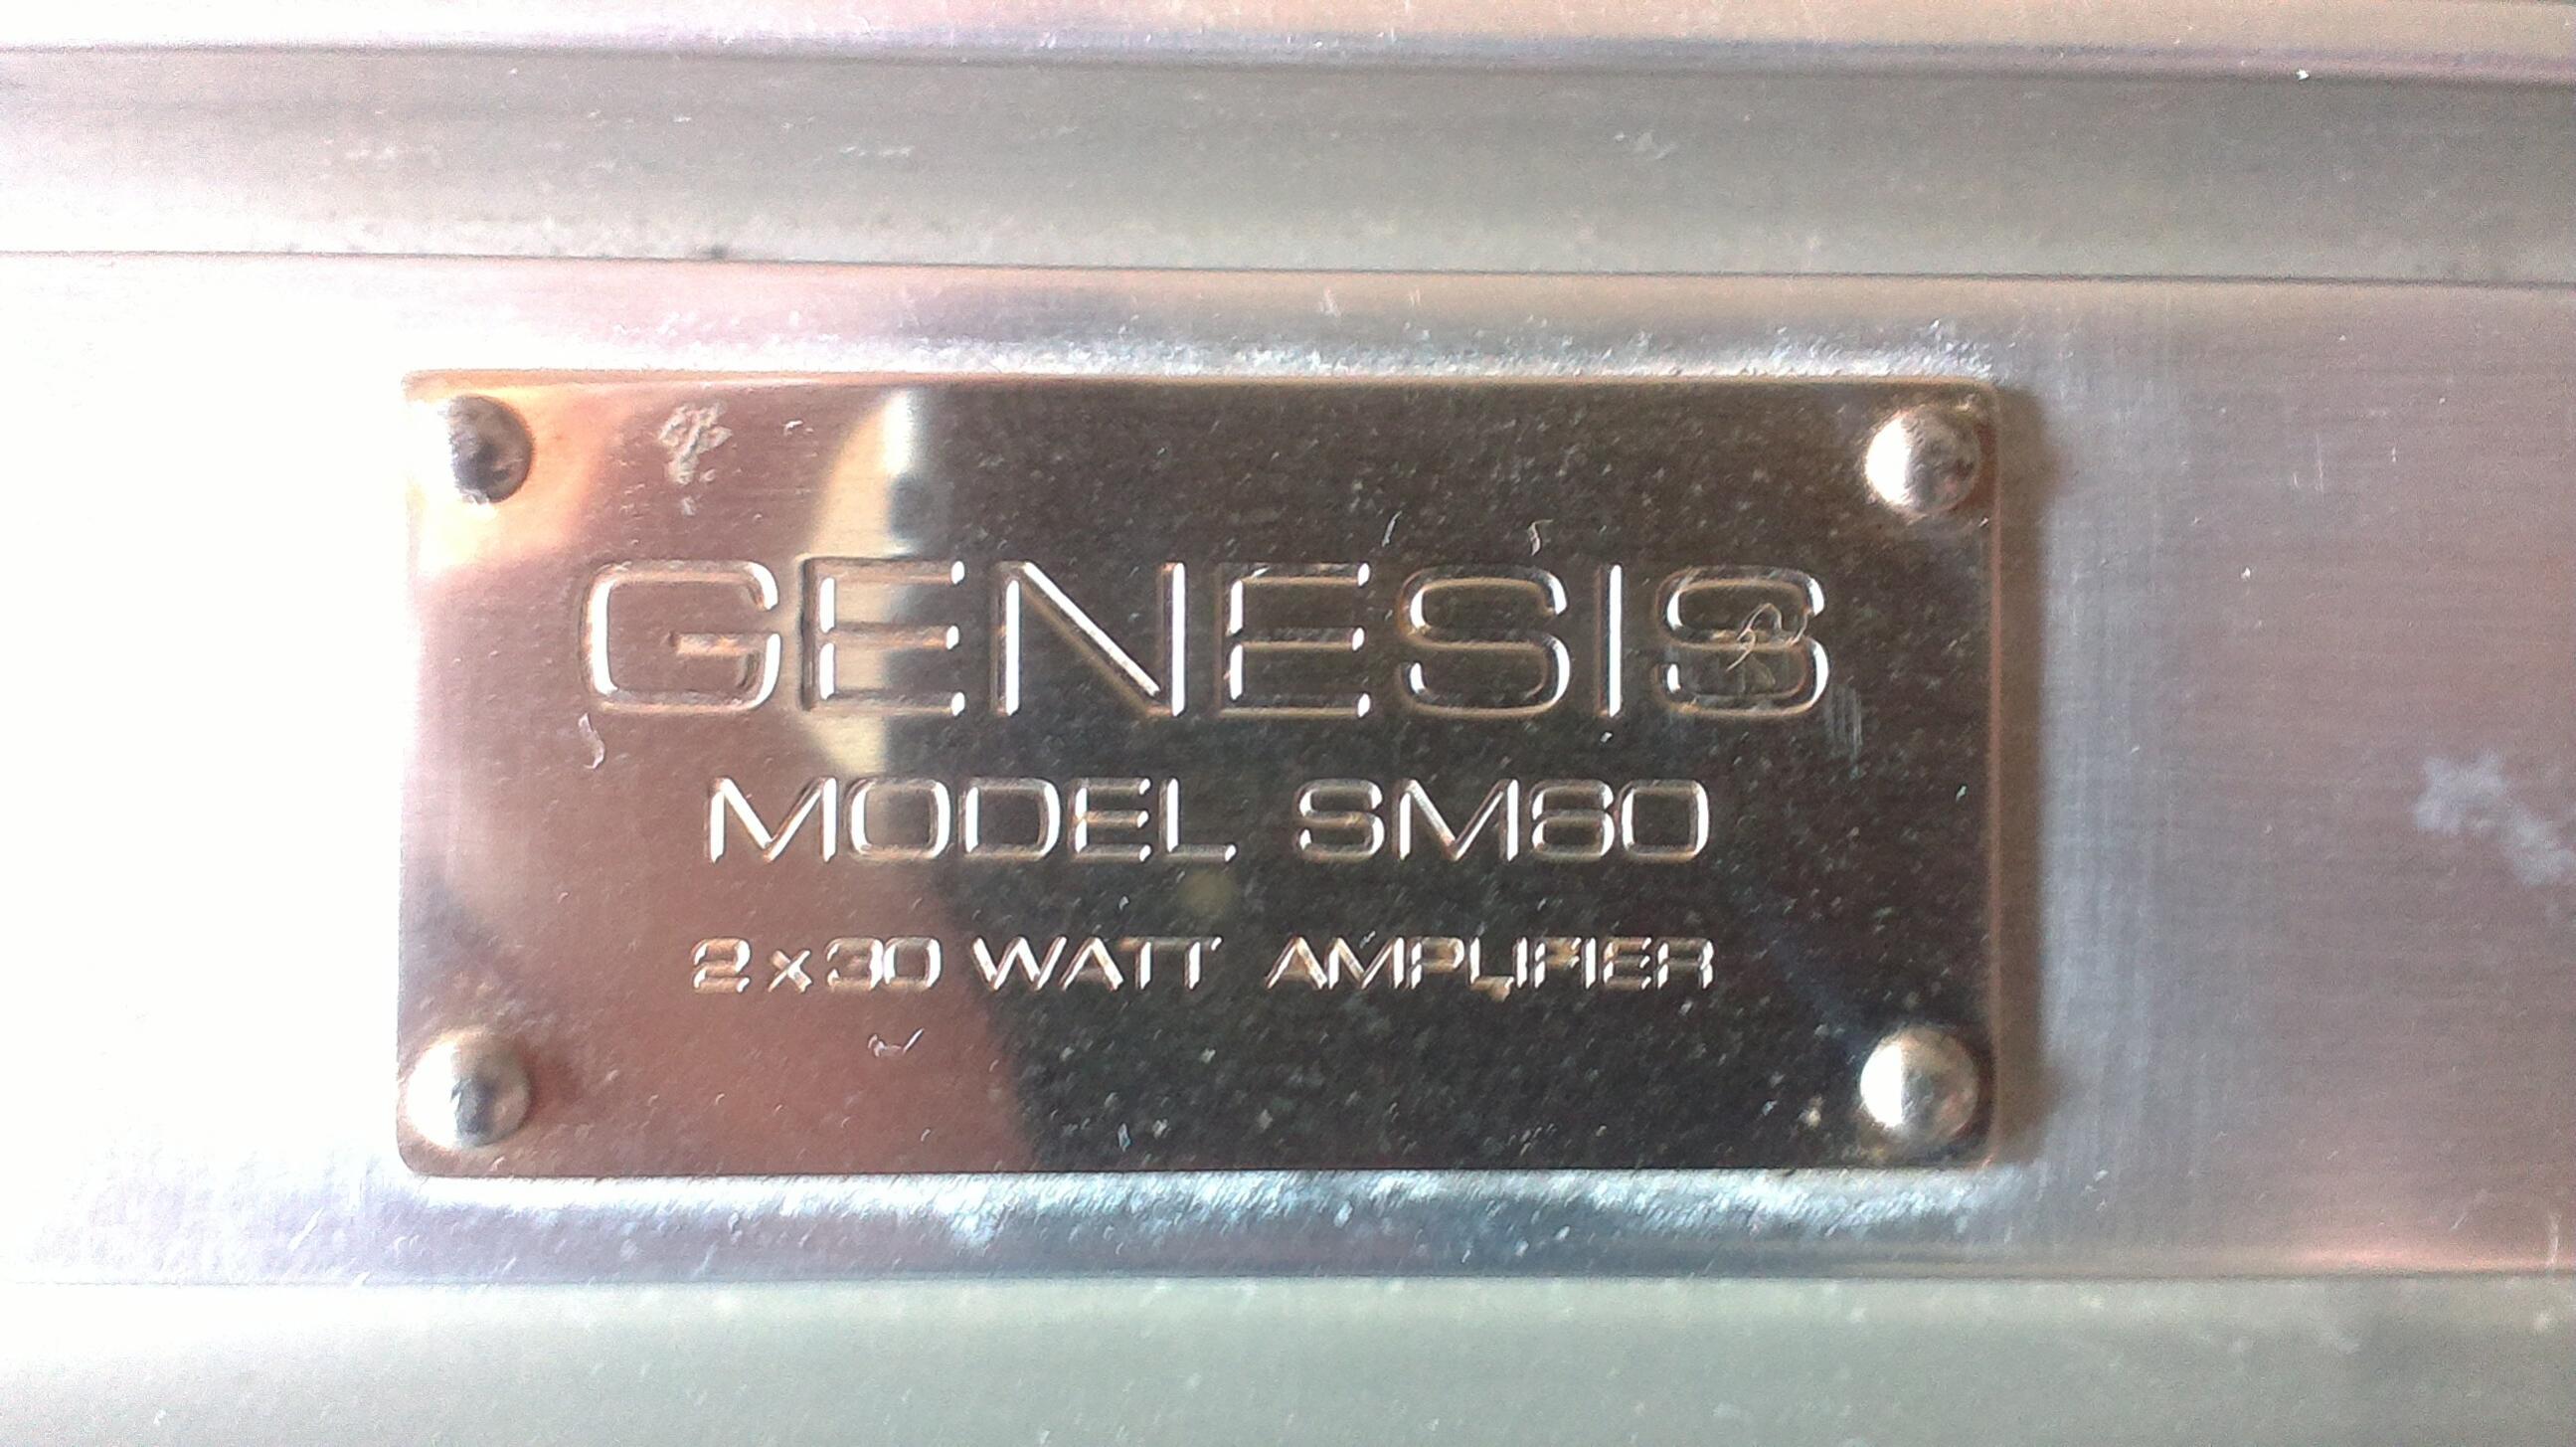 GENESIS
MODEL SM60
2x30 WATT AMPLIFIER